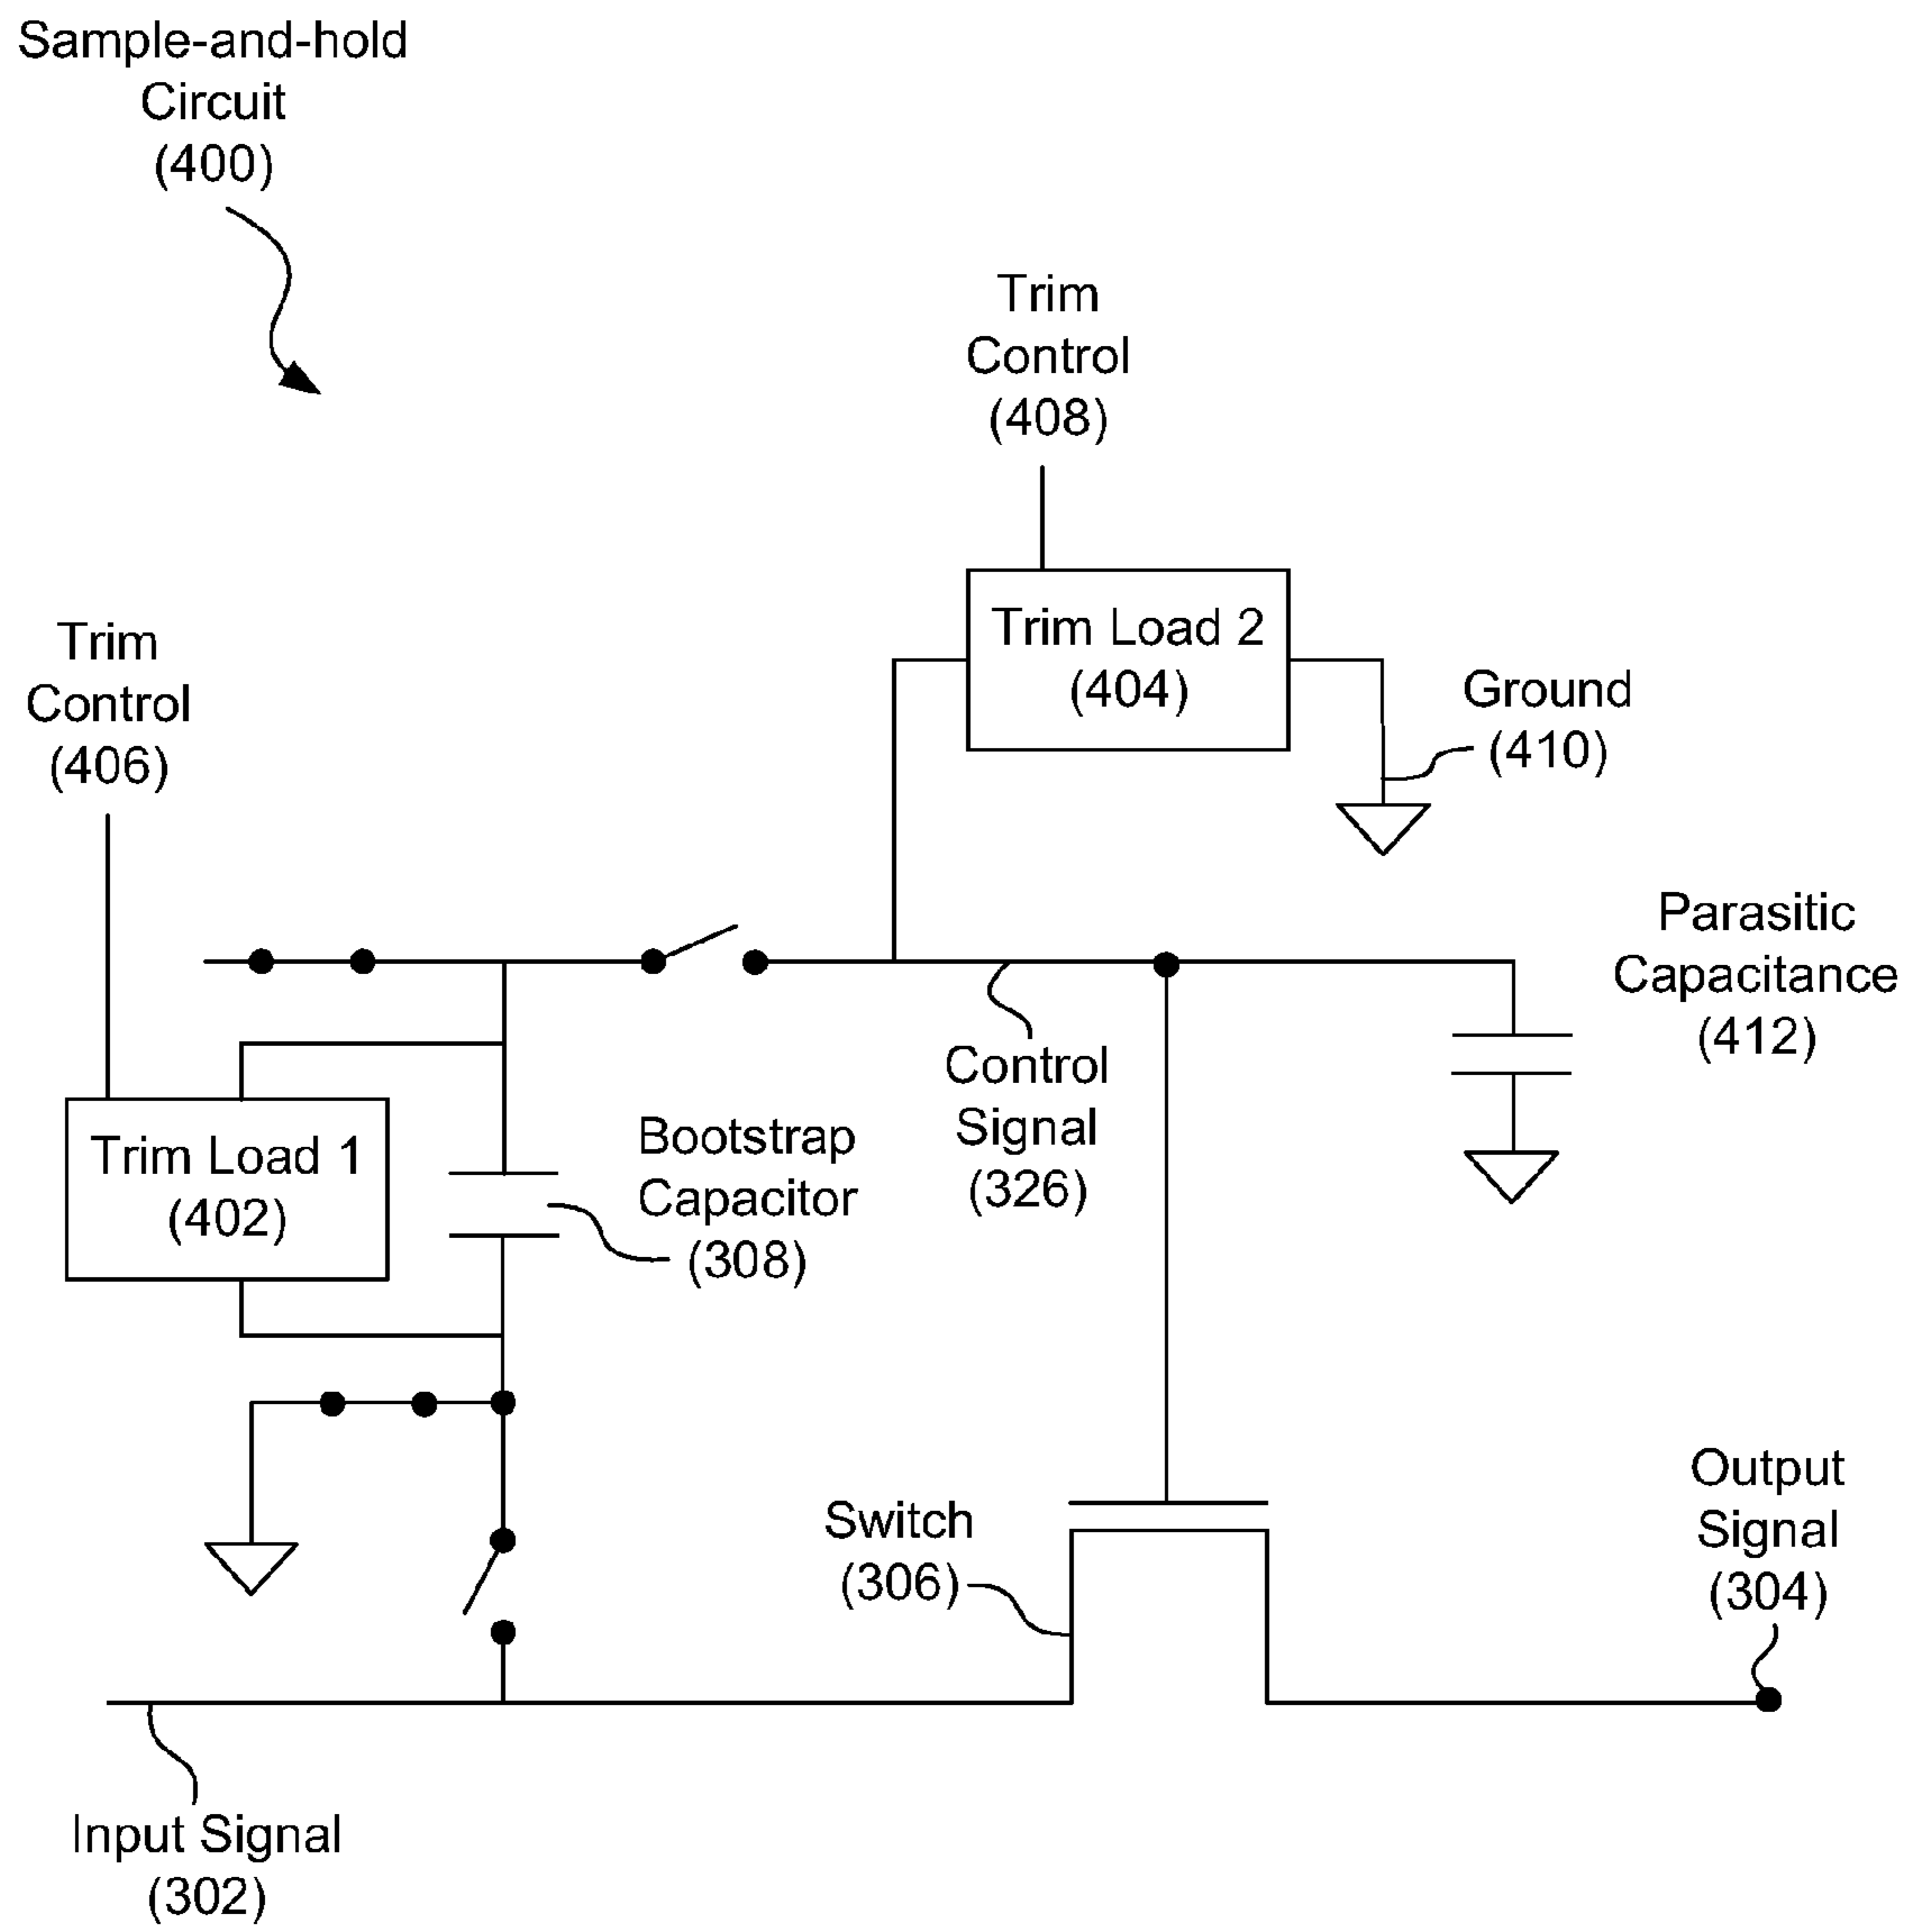 Sample-and-hold
Circuit
(400)
Trim
Control
(408)
Trim Load 2
(404)
Trim
Control
(406)
Ground
(410)
Parasitic
Capacitance
(412)
Control
Signal
(326)
Trim Load 1
(402)
Bootstrap
Capacitor
(308)
Switch
(306)
Output
Signal
(304)
Input Signal
(302)